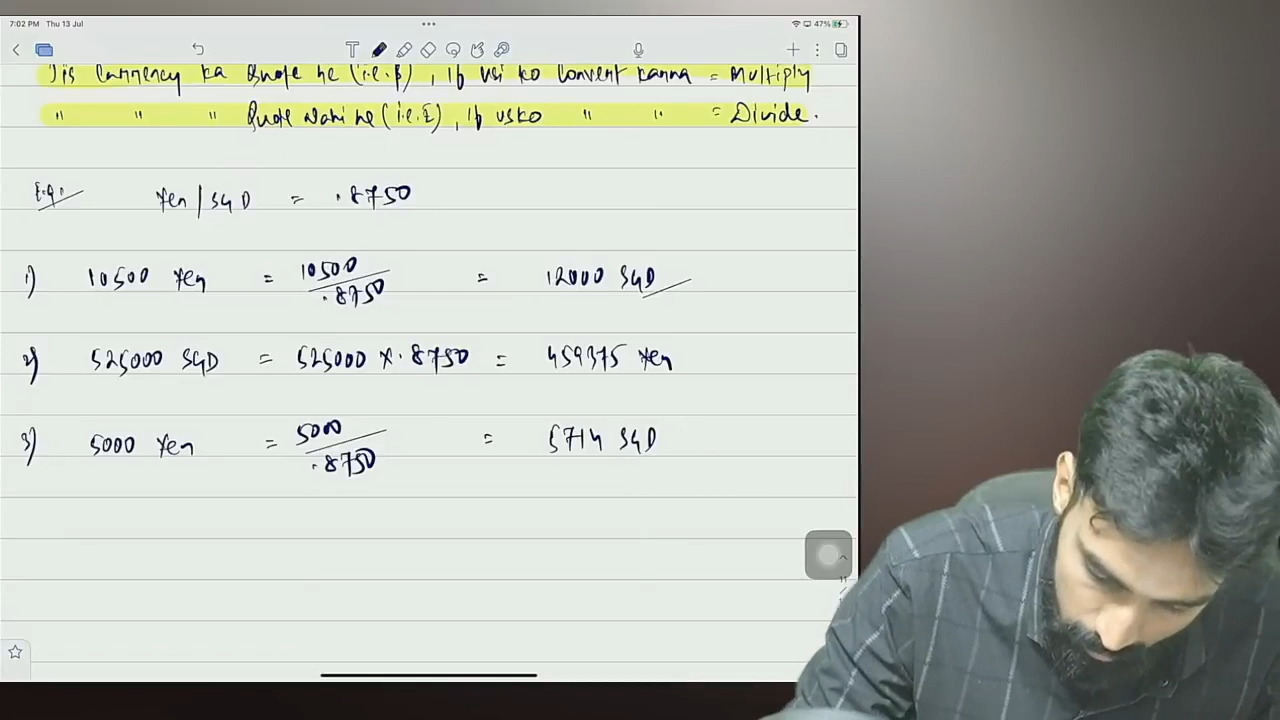 7:02 PM Thu 13 Jul
47%
Jis Currency ka Quote he (i.e. $), if usi ko Convert karna = Multiply
" " " Quote Nahi he (i.e. £), if usko " " = Divide.
E.g. Yen/SGD = .8750
1) 10500 Yen = 10500/.8750 = 12000 SGD
2) 525000 SGD = 525000 X .8750 = 459375 Yen
3) 5000 Yen = 5000/.8750 = 5714 SGD